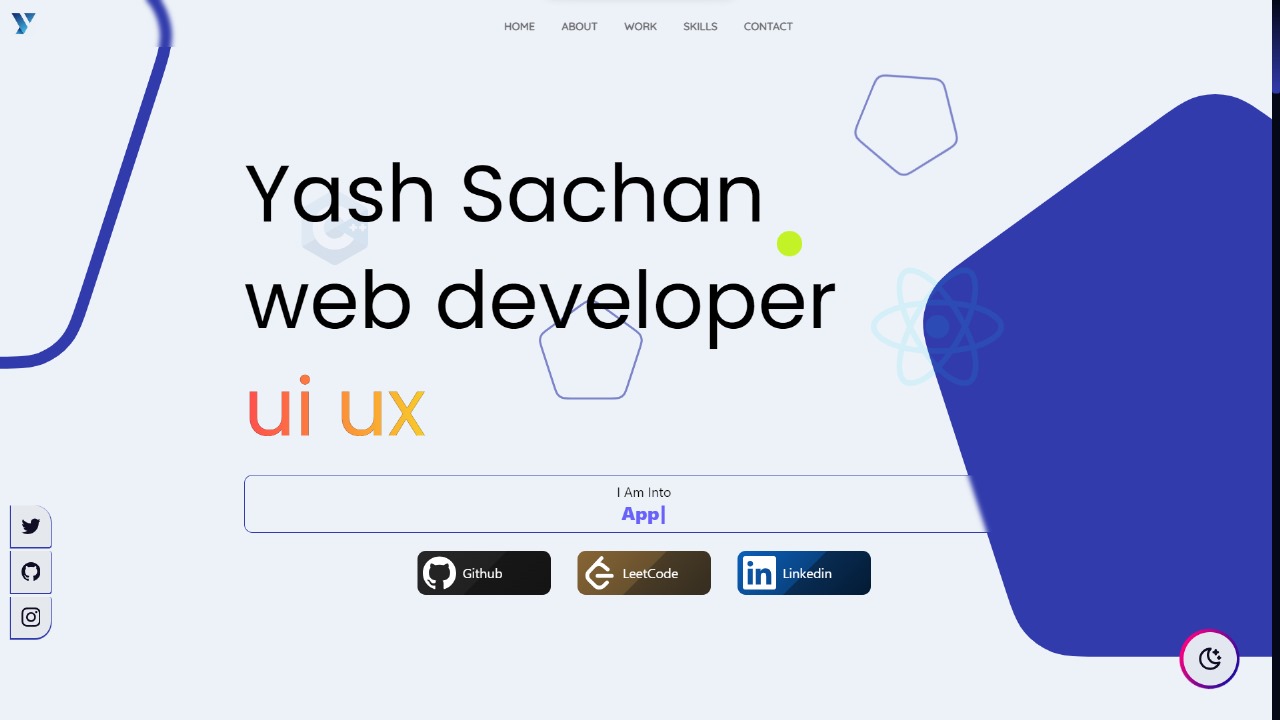 HOME ABOUT WORK SKILLS CONTACT
Yash Sachan
web developer
ui ux
I Am Into
App|
Github LeetCode Linkedin